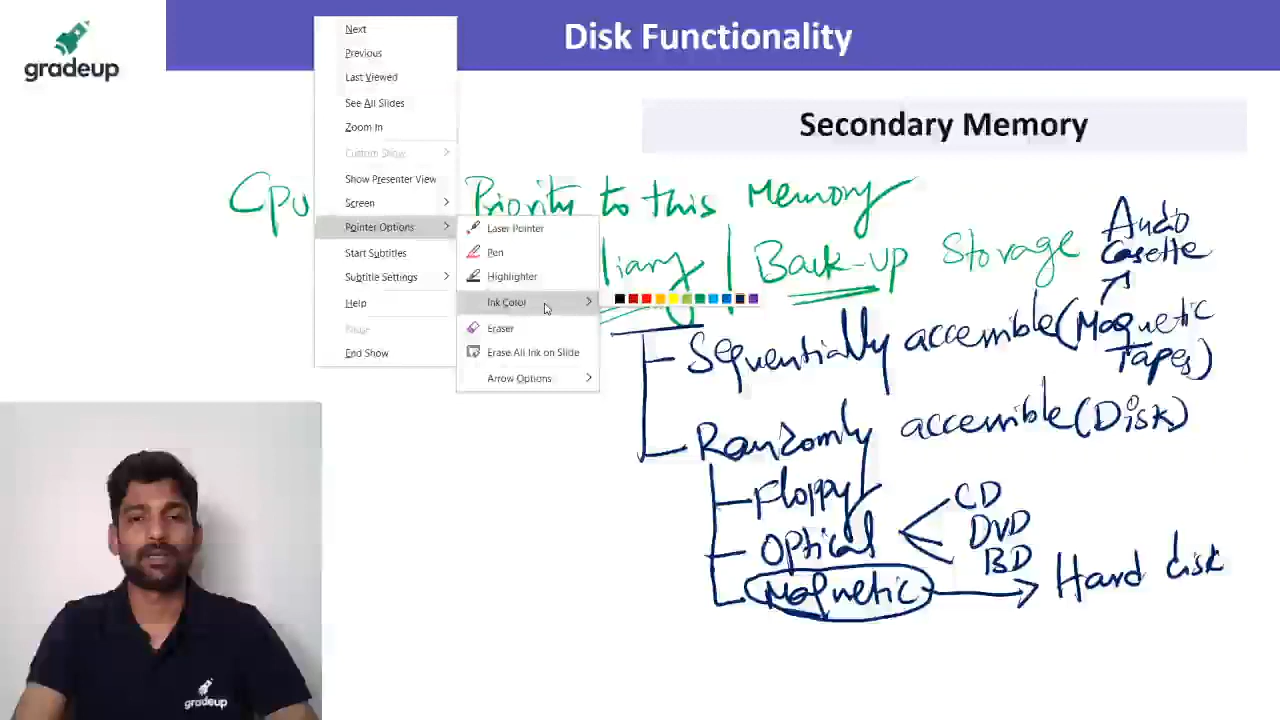 gradeup
Disk Functionality
Secondary Memory
Next
Previous
Last Viewed
See All Slides
Zoom In
Custom Show
Show Presenter View
Screen
Pointer Options
Start Subtitles
Subtitle Settings
Help
Pause
End Show
Laser Pointer
Pen
Highlighter
Ink Color
Eraser
Erase All Ink on Slide
Arrow Options
Cpu Priority to this Memory
liary | Back-up Storage
Audio
Casette
Sequentially accessible (Magnetic
Tapes)
Randomly accessible (Disk)
Floppy
Optical
CD
DVD
BD
Magnetic
Hard disk
gradeup